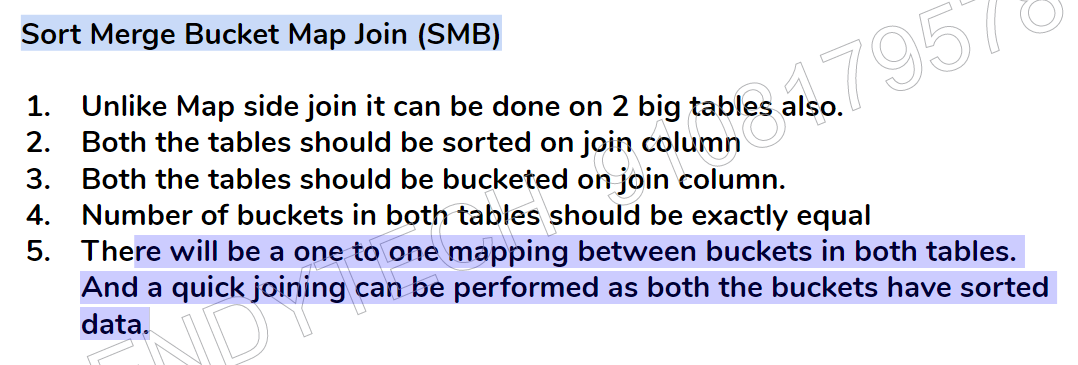 Sort Merge Bucket Map Join (SMB)
1. Unlike Map side join it can be done on 2 big tables also.
2. Both the tables should be sorted on join column
3. Both the tables should be bucketed on join column.
4. Number of buckets in both tables should be exactly equal
5. There will be a one to one mapping between buckets in both tables.
And a quick joining can be performed as both the buckets have sorted
data.
ENDYTECH 9108179578